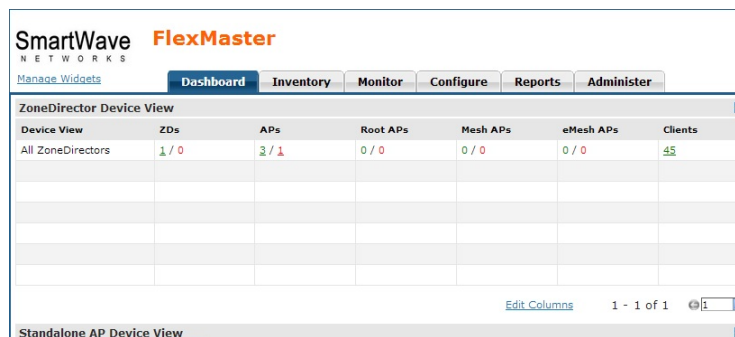 SmartWave FlexMaster
NETWORKS
Manage Widgets
Dashboard Inventory Monitor Configure Reports Administer
ZoneDirector Device View
Device View ZDs APs Root APs Mesh APs eMesh APs Clients
All ZoneDirectors 1 / 0 3 / 1 0 / 0 0 / 0 0 / 0 45
Edit Columns 1 - 1 of 1 1
Standalone AP Device View